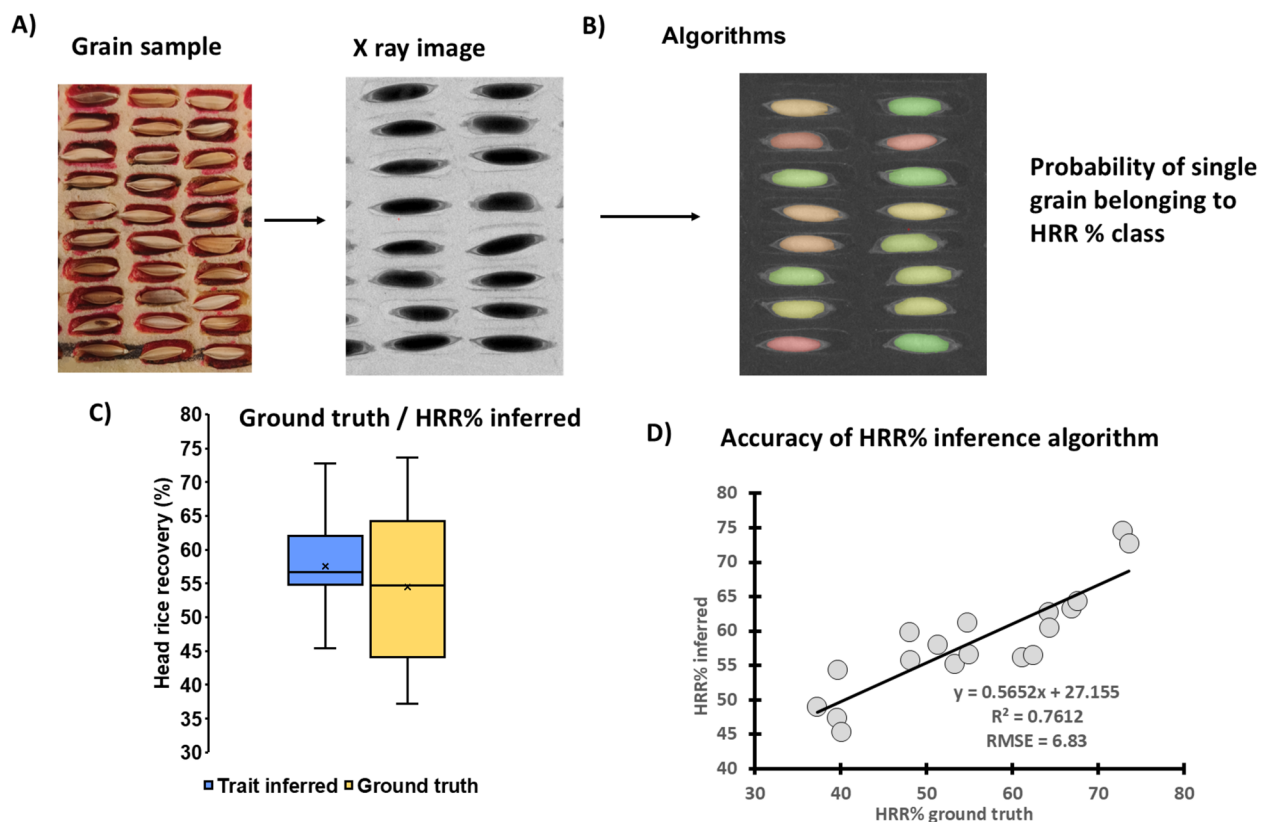 A)
Grain sample
X ray image
B)
Algorithms
Probability of single
grain belonging to
HRR % class
C)
Ground truth / HRR% inferred
Head rice recovery (%)
80
75
70
65
60
55
50
45
40
35
30
Trait inferred
Ground truth
D)
Accuracy of HRR% inference algorithm
HRR% inferred
80
75
70
65
60
55
50
45
40
y = 0.5652x + 27.155
R² = 0.7612
RMSE = 6.83
30
40
50
60
70
80
HRR% ground truth